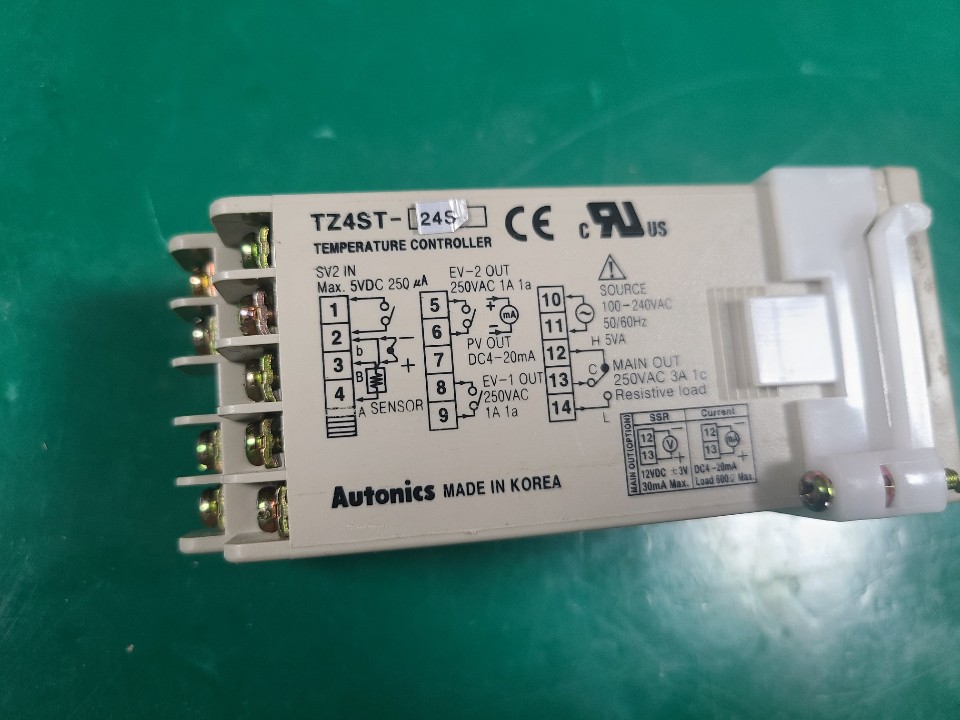 TZ4ST-24S
CE
c RU US
TEMPERATURE CONTROLLER
SV2 IN
Max. 5VDC 250 µA
1
2
3
4
b
B
A
SENSOR
EV-2 OUT
250VAC 1A 1a
5
6
7
8
9
mA
PV OUT
DC4-20mA
EV-1 OUT
250VAC
1A 1a
SOURCE
100-240VAC
50/60Hz
5VA
10
11
12
13
14
H
C
L
MAIN OUT
250VAC 3A 1c
Resistive load
MAIN OUT(OPTION)
SSR
12
13
V
12VDC ±3V
30mA Max.
Current
12
13
mA
DC4-20mA
Load 600Ω Max.
Autonics MADE IN KOREA